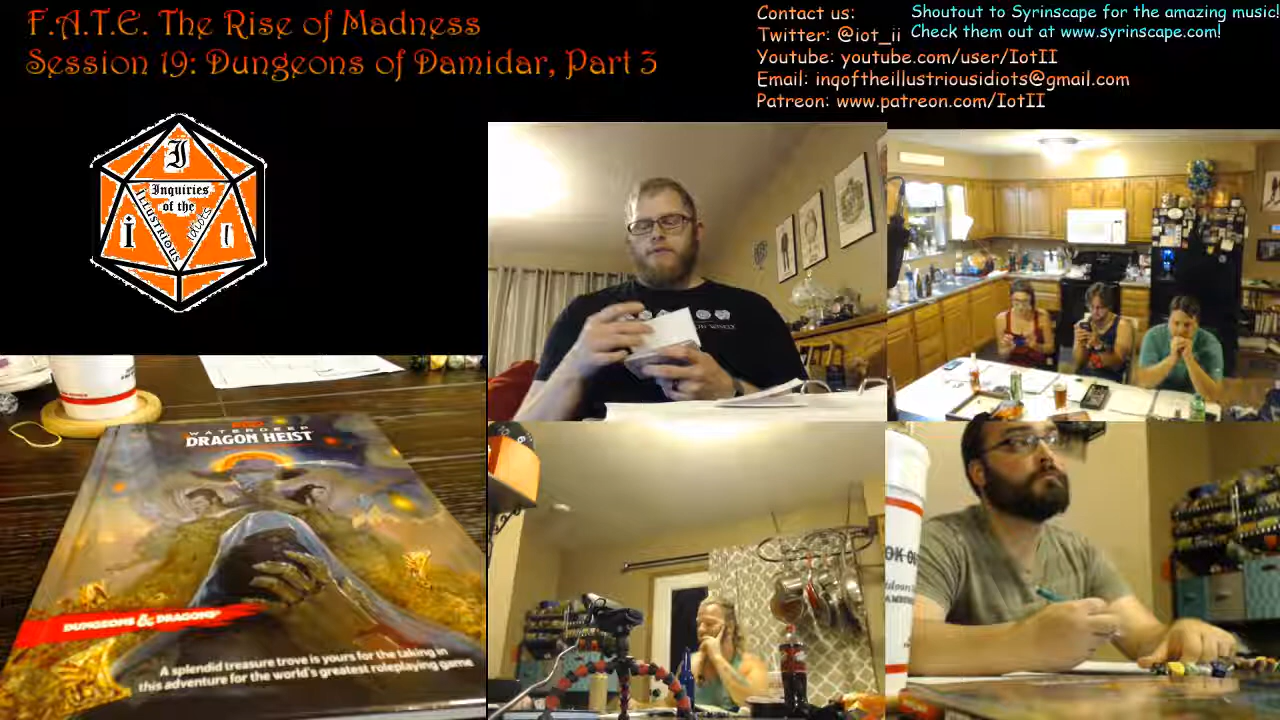 F.A.T.E. The Rise of Madness
Session 19: Dungeons of Damidar, Part 3
Contact us:
Twitter: @iot_ii
Youtube: youtube.com/user/IotII
Email: inqoftheillustriousidiots@gmail.com
Patreon: www.patreon.com/IotII
Shoutout to Syrinscape for the amazing music!
Check them out at www.syrinscape.com!
I
Inquiries
of the
ILLUSTRIOUS
Idiots
i
I
WATERDEEP
DRAGON HEIST
DUNGEONS & DRAGONS
A splendid treasure trove is yours for the taking in
this adventure for the world's greatest roleplaying game